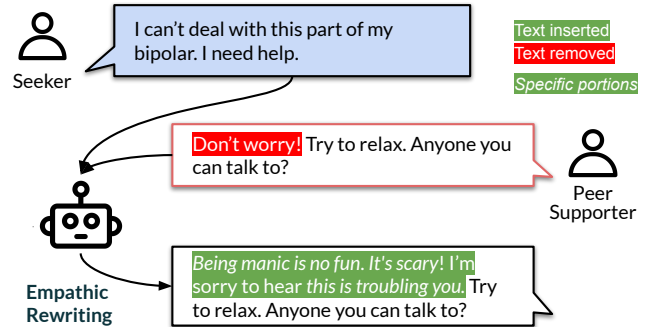 I can't deal with this part of my
bipolar. I need help.
Seeker
Text inserted
Text removed
Specific portions
Don't worry! Try to relax. Anyone you
can talk to?
Peer
Supporter
Being manic is no fun. It's scary! I'm
sorry to hear this is troubling you. Try
to relax. Anyone you can talk to?
Empathic
Rewriting